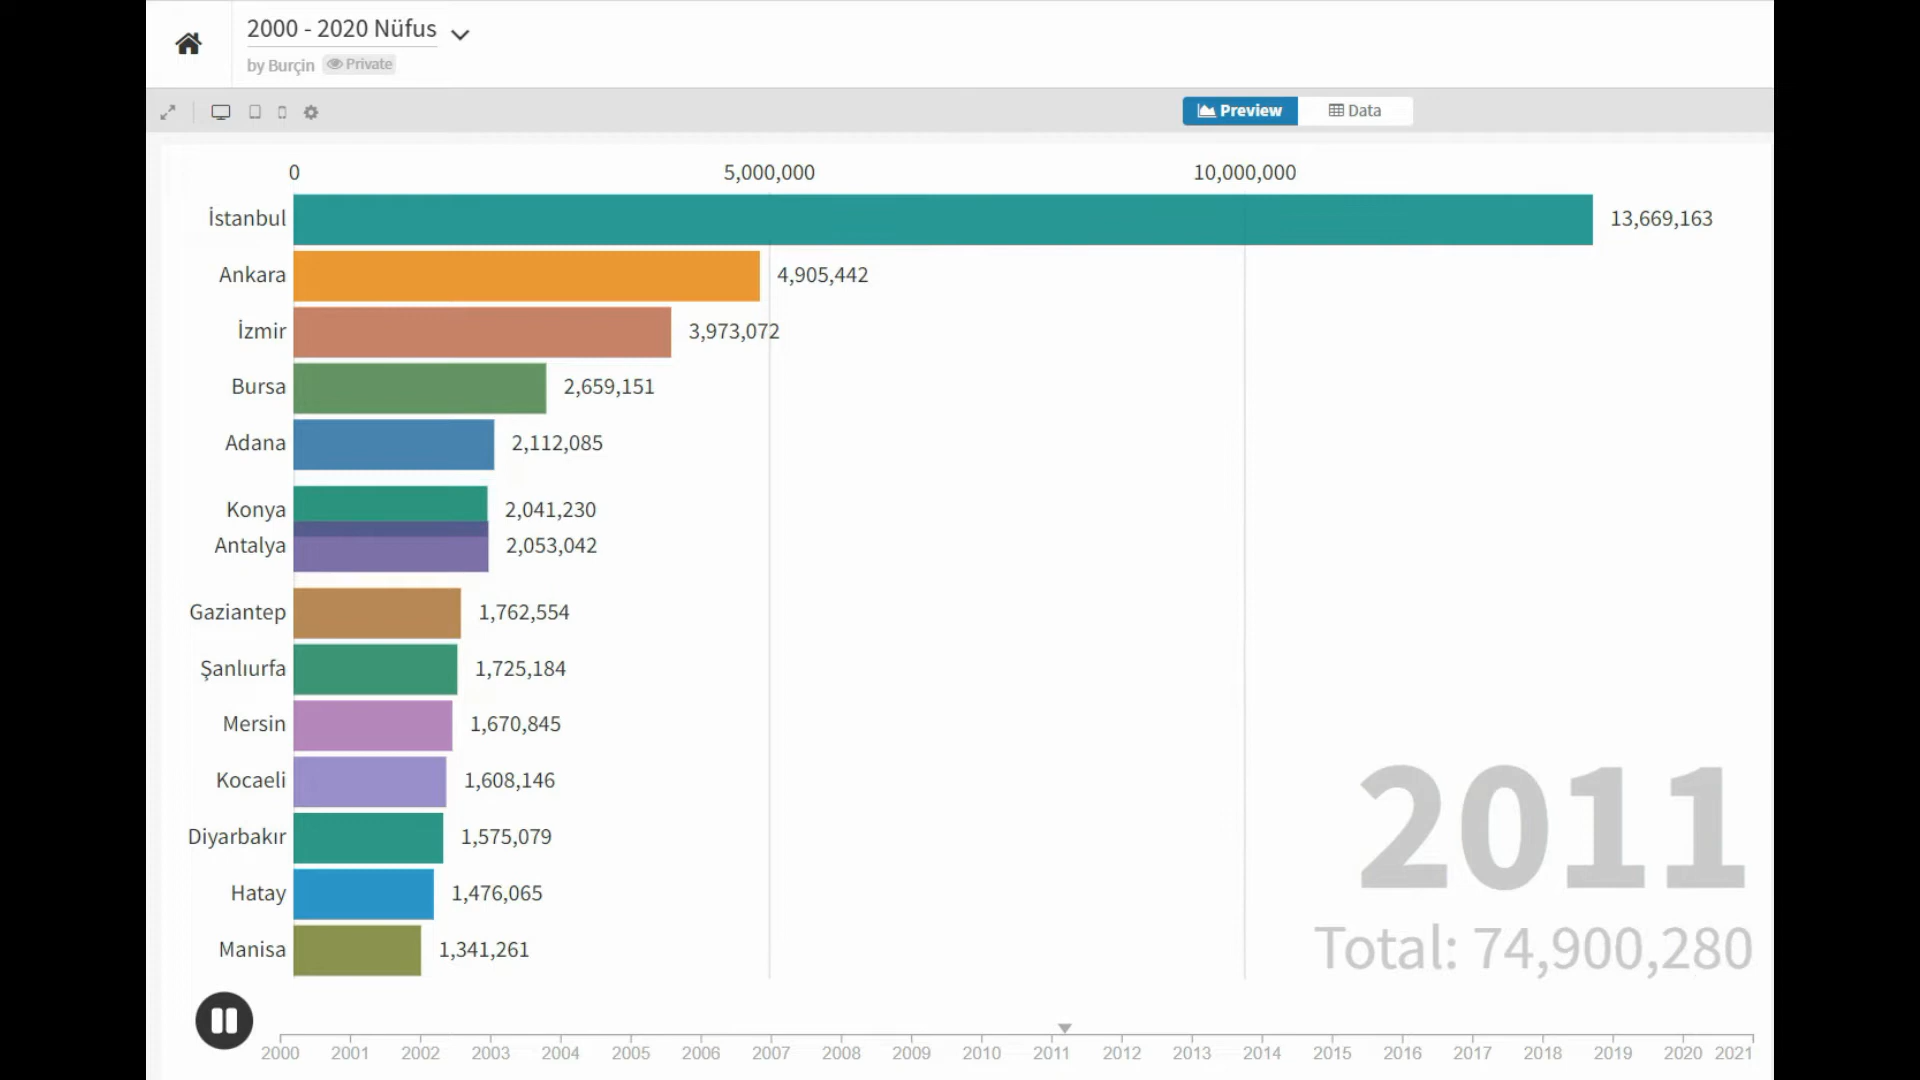 2000 - 2020 Nüfus
by Burçin Private
Preview Data
0 5,000,000 10,000,000
İstanbul 13,669,163
Ankara 4,905,442
İzmir 3,973,072
Bursa 2,659,151
Adana 2,112,085
Konya 2,041,230
Antalya 2,053,042
Gaziantep 1,762,554
Şanlıurfa 1,725,184
Mersin 1,670,845
Kocaeli 1,608,146
Diyarbakır 1,575,079
Hatay 1,476,065
Manisa 1,341,261
2011
Total: 74,900,280
2000 2001 2002 2003 2004 2005 2006 2007 2008 2009 2010 2011 2012 2013 2014 2015 2016 2017 2018 2019 2020 2021